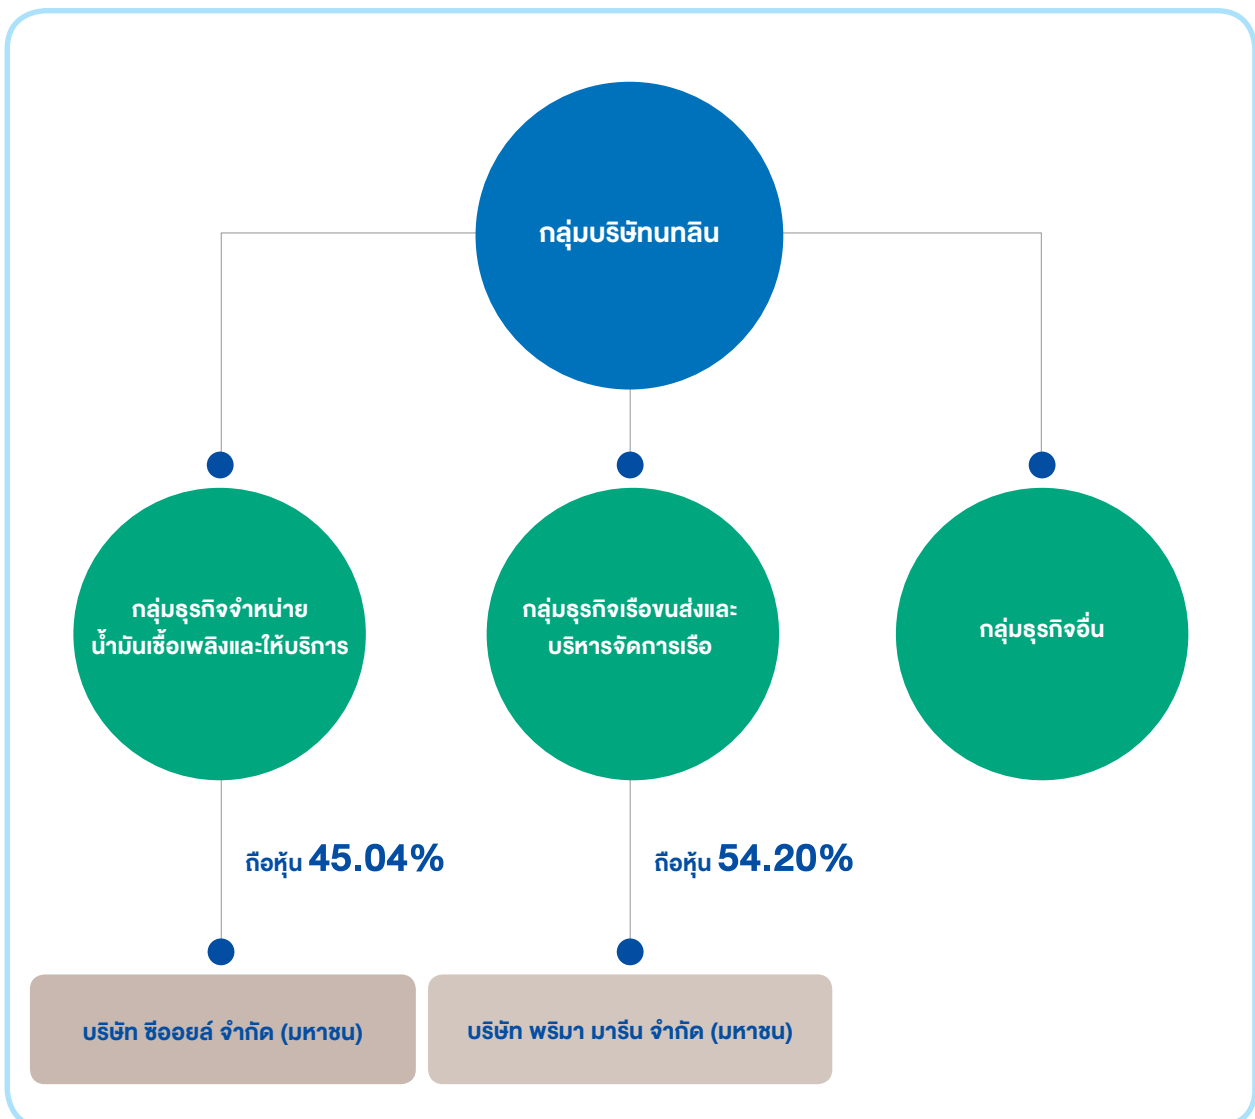 กลุ่มบริษัทนทลิน
กลุ่มธุรกิจจำหน่าย
น้ำมันเชื้อเพลิงและให้บริการ
กลุ่มธุรกิจเรือขนส่งและ
บริหารจัดการเรือ
กลุ่มธุรกิจอื่น
ถือหุ้น 45.04%
ถือหุ้น 54.20%
บริษัท ซีออยล์ จำกัด (มหาชน)
บริษัท พริมา มารีน จำกัด (มหาชน)